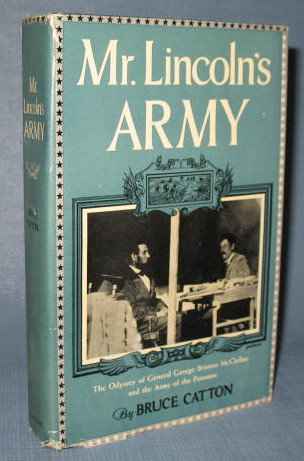 Mr.
Lincoln's
ARMY
CATTON
Mr. Lincoln's
ARMY
The Odyssey of General George Brinton McClellan
and the Army of the Potomac
By BRUCE CATTON